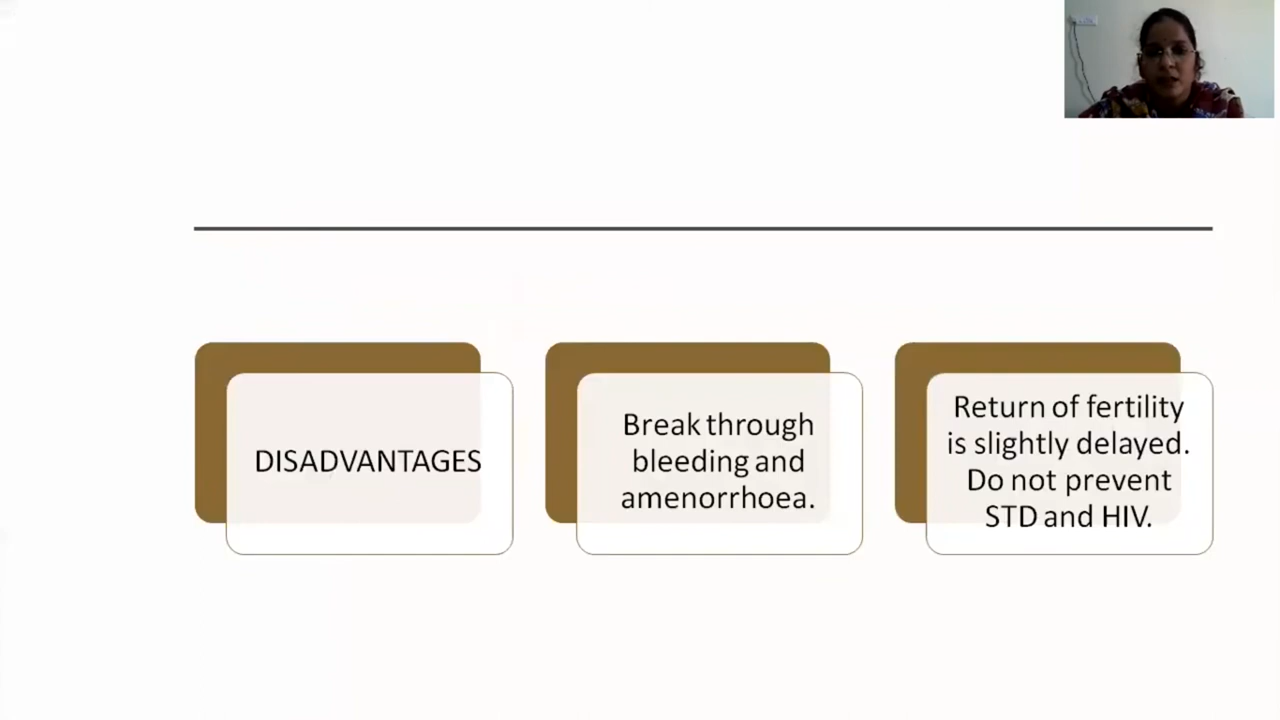 DISADVANTAGES
Break through
bleeding and
amenorrhoea.
Return of fertility
is slightly delayed.
Do not prevent
STD and HIV.